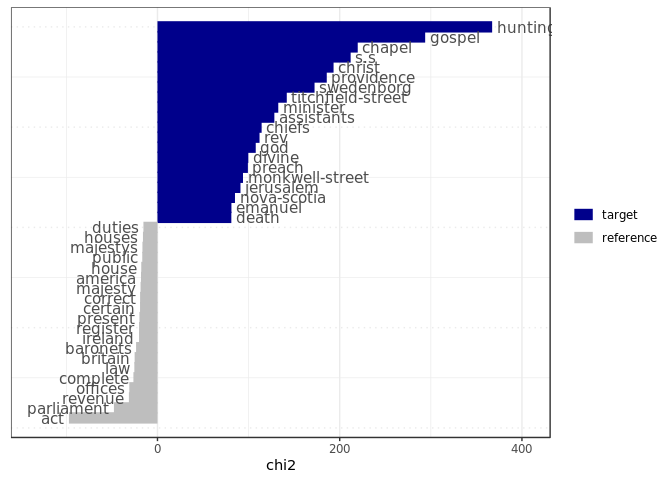 hunting
gospel
chapel
s.s
christ
providence
swedenborg
titchfield-street
minister
assistants
chiefs
rev
god
divine
preach
monkwell-street
jerusalem
nova-scotia
emanuel
death
duties
houses
majestys
public
house
america
majesty
correct
certain
present
register
ireland
baronets
britain
law
complete
offices
revenue
parliament
act
target
reference
0
200
400
chi2